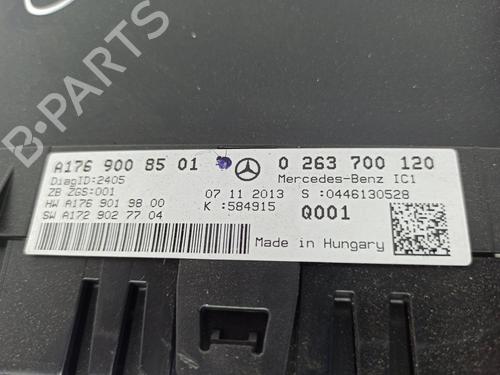 A176 900 85 01 0 263 700 120
DiagID:2405 Mercedes-Benz IC1
ZB ZGS:001 07 11 2013 S :0446130528
HW A176 901 98 00 K :584915 Q001
SW A172 902 77 04
Made in Hungary
B-PARTS